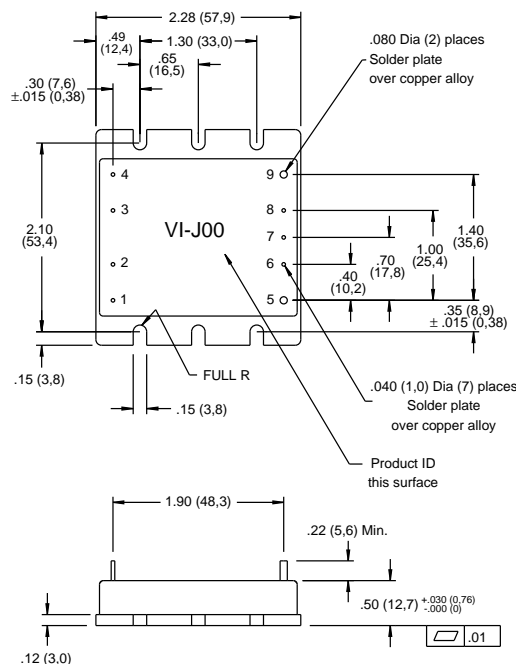 2.28 (57,9)
.49
(12,4)
1.30 (33,0)
.65
(16,5)
.30 (7,6)
±.015 (0,38)
.080 Dia (2) places
Solder plate
over copper alloy
4
3
2
1
9
8
7
6
5
VI-J00
2.10
(53,4)
1.40
(35,6)
1.00
(25,4)
.70
(17,8)
.40
(10,2)
.35 (8,9)
± .015 (0,38)
.15 (3,8)
FULL R
.15 (3,8)
.040 (1,0) Dia (7) places
Solder plate
over copper alloy
Product ID
this surface
1.90 (48,3)
.22 (5,6) Min.
.50 (12,7) +.030 (0,76)
-.000 (0)
.12 (3,0)
.01